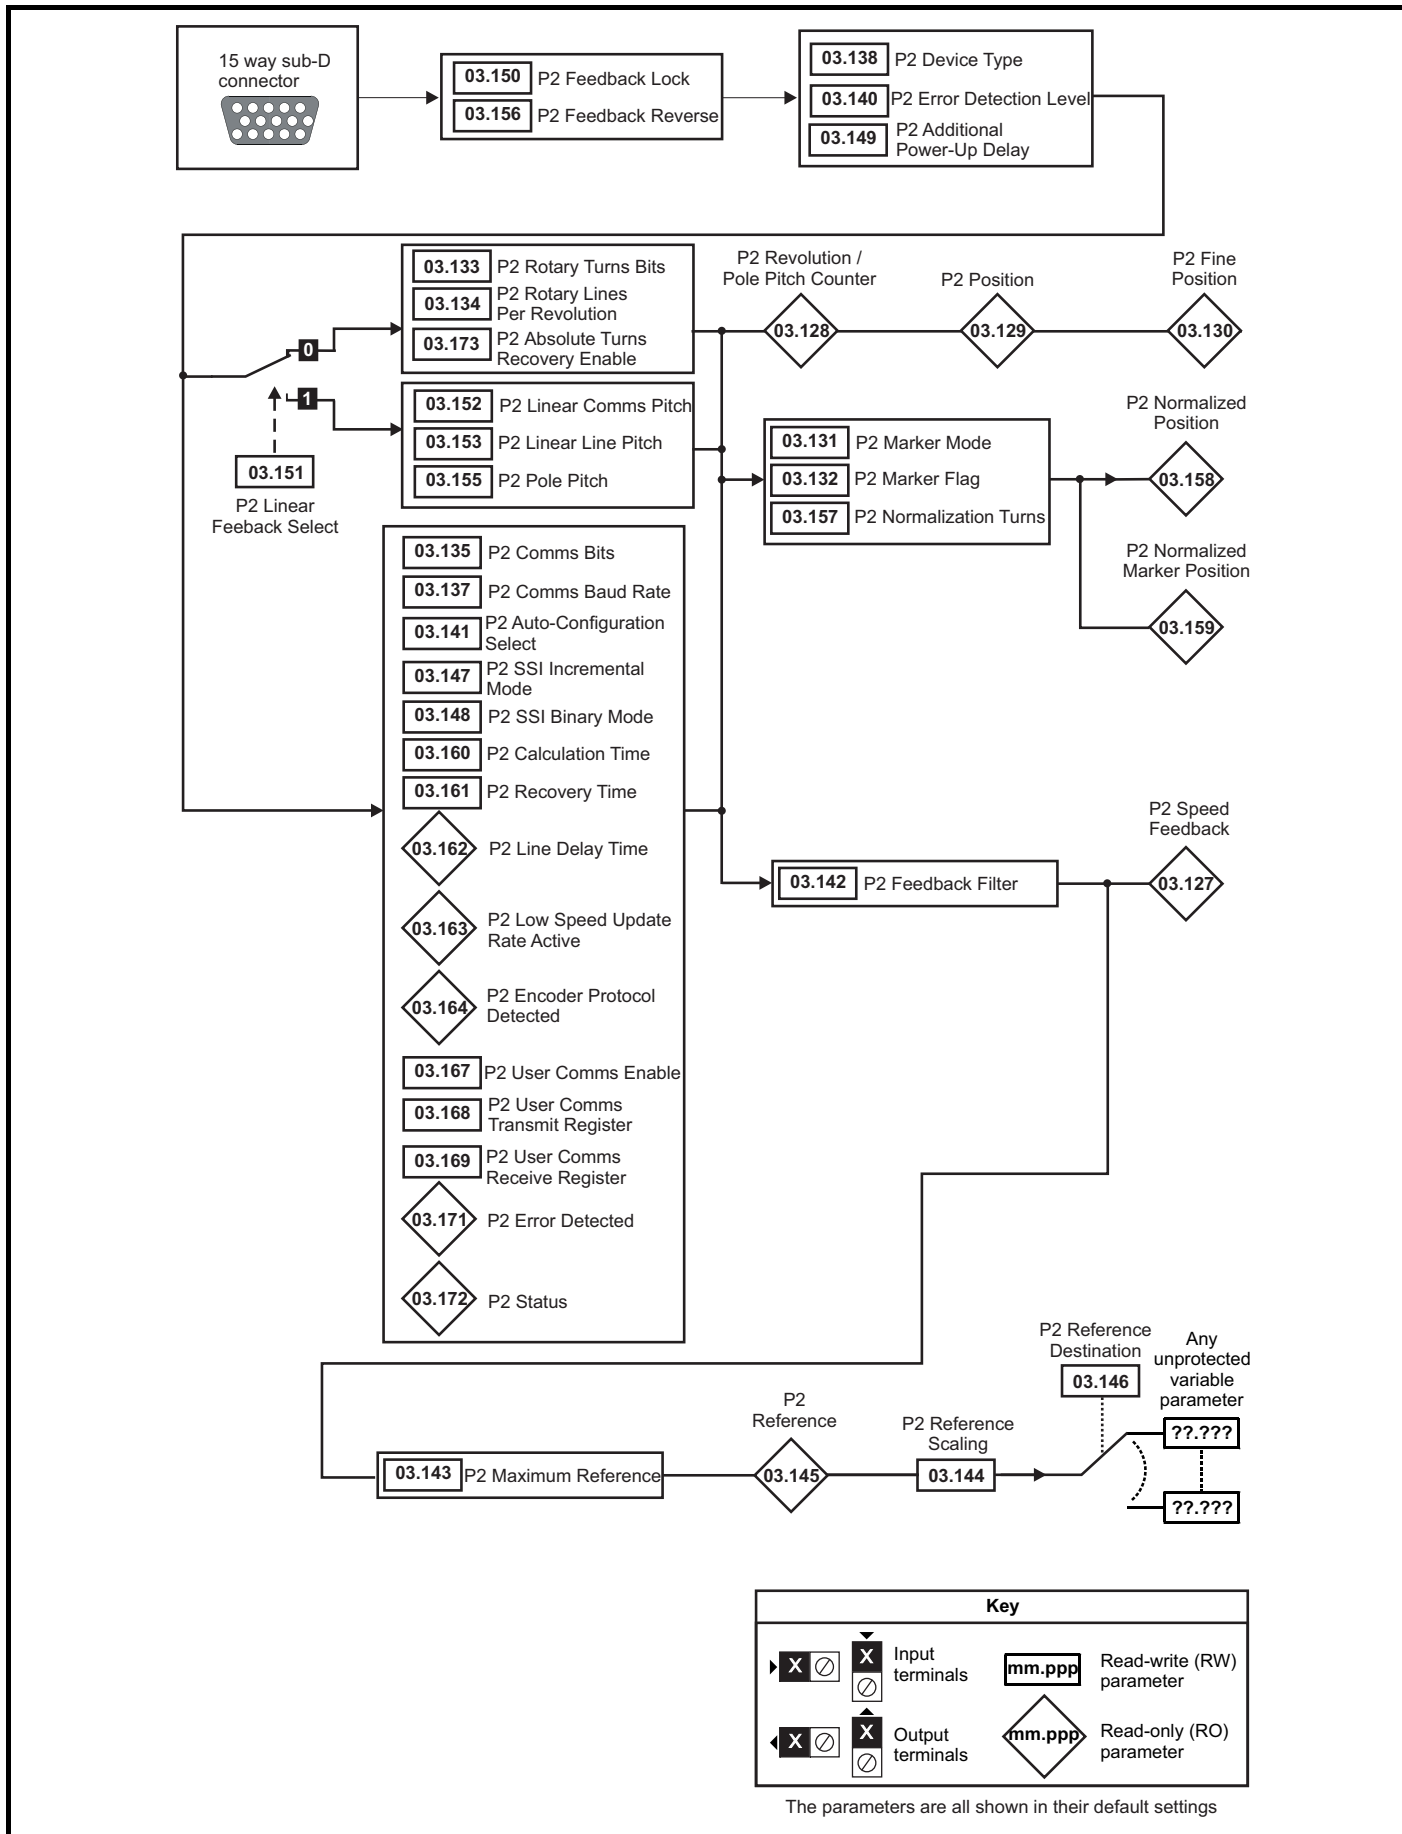 15 way sub-D
connector
03.150 P2 Feedback Lock
03.156 P2 Feedback Reverse
03.138 P2 Device Type
03.140 P2 Error Detection Level
03.149 P2 Additional
Power-Up Delay
03.133 P2 Rotary Turns Bits
03.134 P2 Rotary Lines
Per Revolution
03.173 P2 Absolute Turns
Recovery Enable
0
1
03.151
P2 Linear
Feeback Select
03.152 P2 Linear Comms Pitch
03.153 P2 Linear Line Pitch
03.155 P2 Pole Pitch
P2 Revolution /
Pole Pitch Counter
03.128
P2 Position
03.129
P2 Fine
Position
03.130
03.131 P2 Marker Mode
03.132 P2 Marker Flag
03.157 P2 Normalization Turns
P2 Normalized
Position
03.158
P2 Normalized
Marker Position
03.159
03.135 P2 Comms Bits
03.137 P2 Comms Baud Rate
03.141 P2 Auto-Configuration
Select
03.147 P2 SSI Incremental
Mode
03.148 P2 SSI Binary Mode
03.160 P2 Calculation Time
03.161 P2 Recovery Time
03.162 P2 Line Delay Time
03.163 P2 Low Speed Update
Rate Active
03.164 P2 Encoder Protocol
Detected
03.167 P2 User Comms Enable
03.168 P2 User Comms
Transmit Register
03.169 P2 User Comms
Receive Register
03.171 P2 Error Detected
03.172 P2 Status
03.142 P2 Feedback Filter
P2 Speed
Feedback
03.127
03.143 P2 Maximum Reference
P2
Reference
03.145
P2 Reference
Scaling
03.144
P2 Reference
Destination
03.146
Any
unprotected
variable
parameter
??.???
??.???
Key
X X Input
terminals
mm.ppp Read-write (RW)
parameter
X X Output
terminals
mm.ppp Read-only (RO)
parameter
The parameters are all shown in their default settings